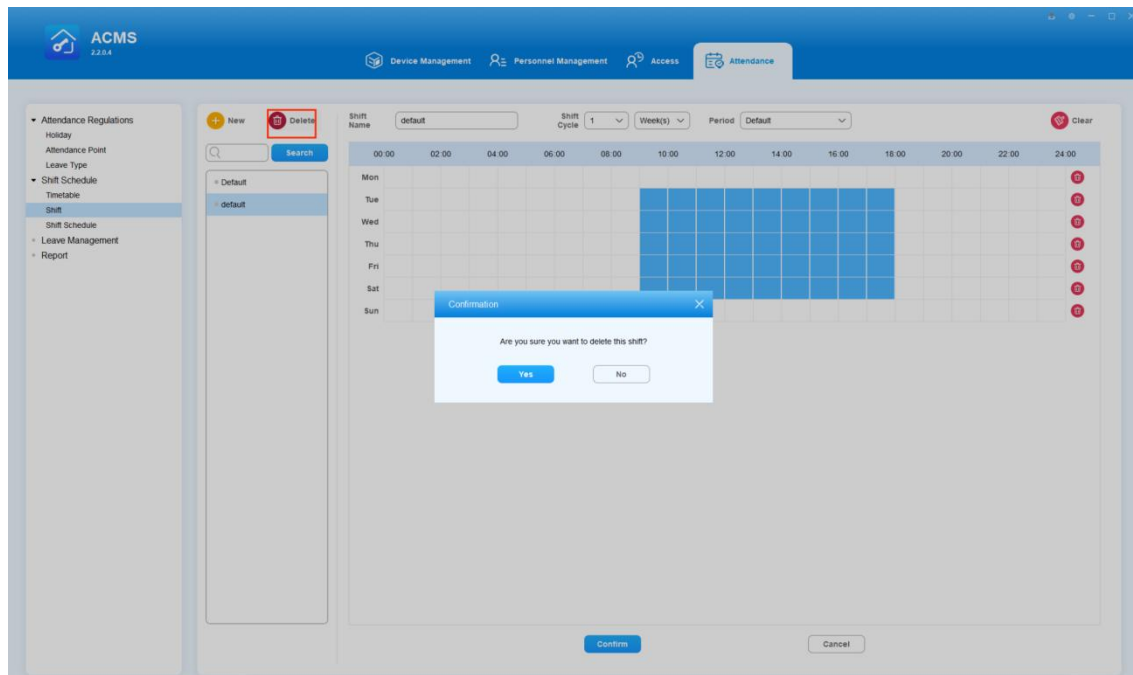 ACMS
2.2.0.4
Device Management Personnel Management Access Attendance
Attendance Regulations
Holiday
Attendance Point
Leave Type
Shift Schedule
Timetable
Shift
Shift Schedule
Leave Management
Report
New Delete
Search
Default
default
Shift Name default Shift Cycle 1 Week(s) Period Default Clear
00:00 02:00 04:00 06:00 08:00 10:00 12:00 14:00 16:00 18:00 20:00 22:00 24:00
Mon
Tue
Wed
Thu
Fri
Sat
Sun
Confirmation
Are you sure you want to delete this shift?
Yes No
Confirm Cancel